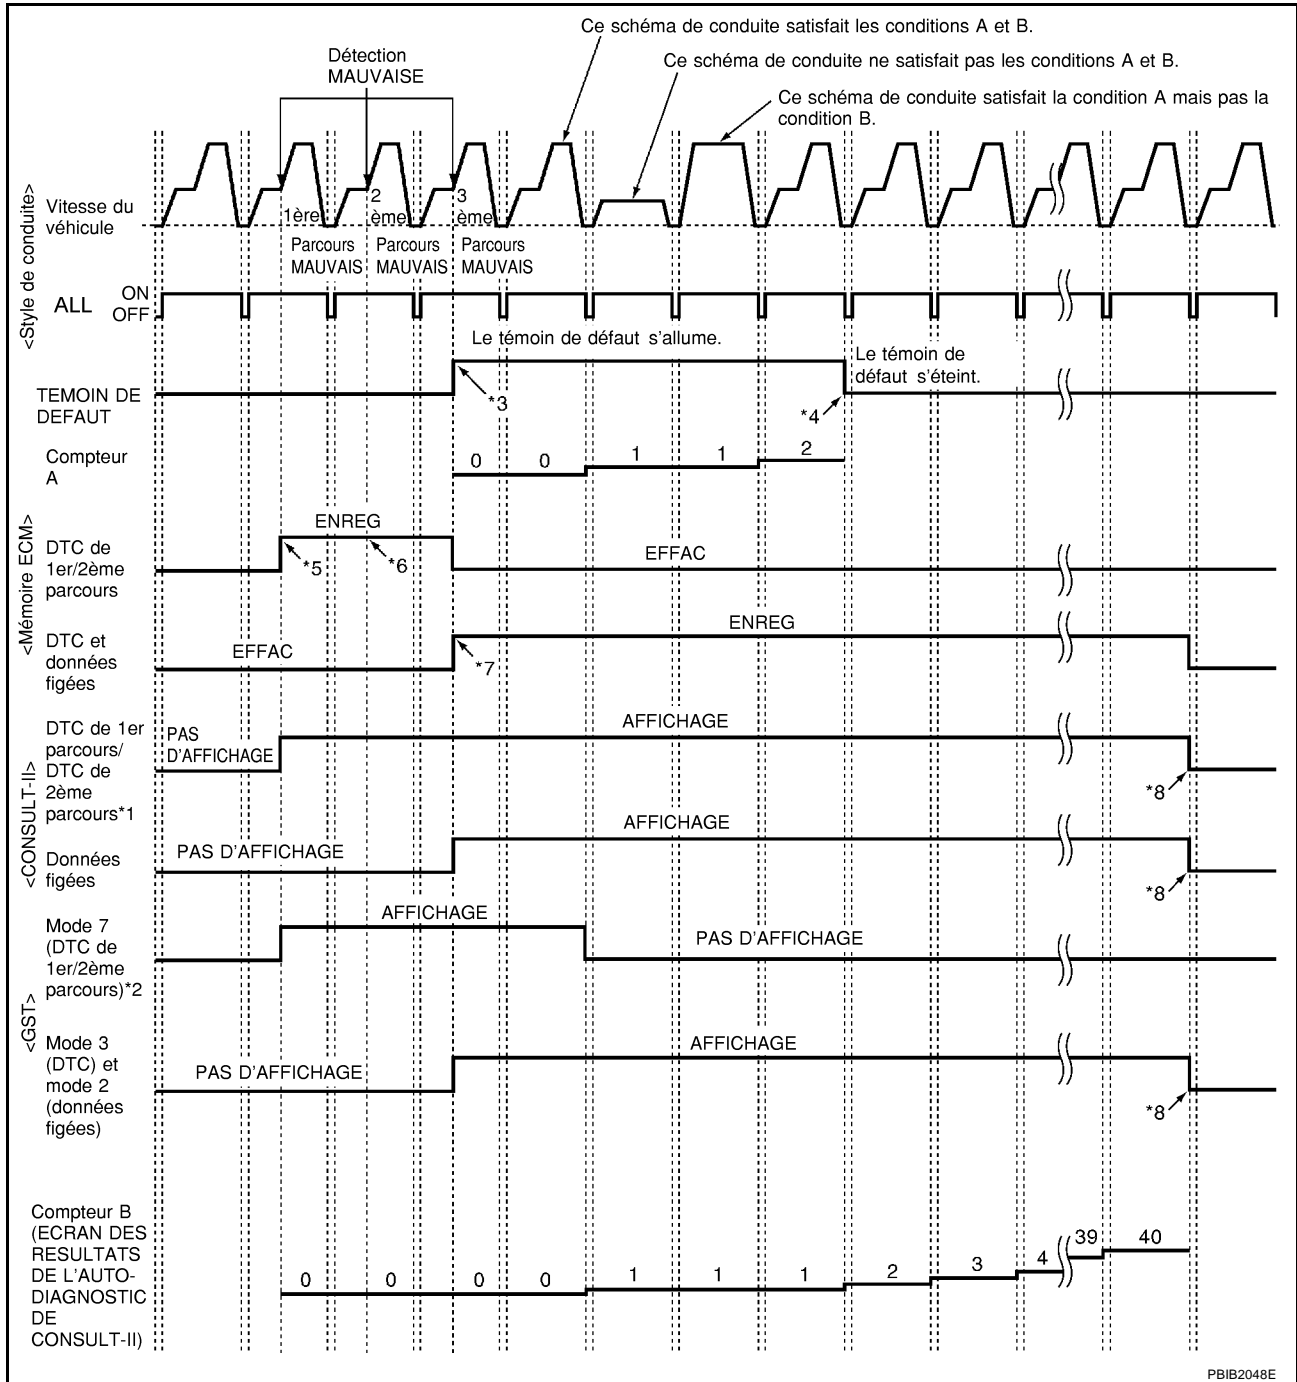 Ce schéma de conduite satisfait les conditions A et B.
Détection
MAUVAISE
Ce schéma de conduite ne satisfait pas les conditions A et B.
Ce schéma de conduite satisfait la condition A mais pas la
condition B.
<Style de conduite>
Vitesse du
véhicule
1ère
Parcours
MAUVAIS
2
ème
Parcours
MAUVAIS
3
ème
Parcours
MAUVAIS
ALL
ON
OFF
Le témoin de défaut s'allume.
Le témoin de
défaut s'éteint.
TEMOIN DE
DEFAUT
*3
*4
Compteur
A
0 0 1 1 2
<Mémoire ECM>
DTC de
1er/2ème
parcours
ENREG
*5
*6
EFFAC
DTC et
données
figées
EFFAC
*7
ENREG
<CONSULT-II>
DTC de 1er
parcours/
DTC de
2ème
parcours*1
PAS
D'AFFICHAGE
AFFICHAGE
*8
Données
figées
PAS D'AFFICHAGE
AFFICHAGE
*8
<GST>
Mode 7
(DTC de
1er/2ème
parcours)*2
AFFICHAGE
PAS D'AFFICHAGE
Mode 3
(DTC) et
mode 2
(données
figées)
PAS D'AFFICHAGE
AFFICHAGE
*8
Compteur B
(ECRAN DES
RESULTATS
DE L'AUTO-
DIAGNOSTIC
DE
CONSULT-II)
0 0 0 0 1 1 1 2 3 4 39 40
PBIB2048E